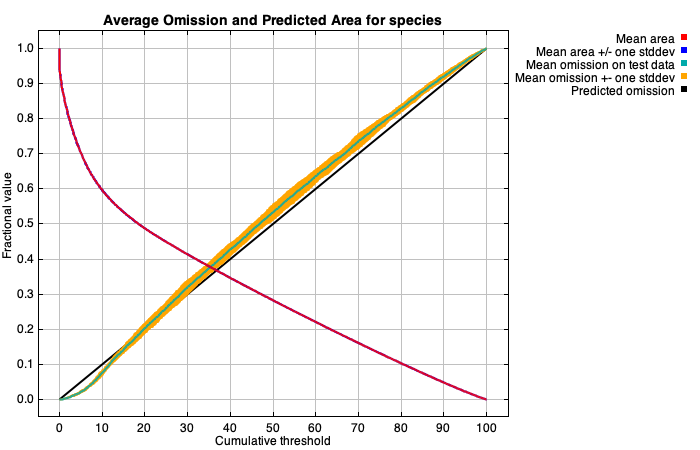 Average Omission and Predicted Area for species
Mean area
Mean area +/- one stddev
Mean omission on test data
Mean omission +- one stddev
Predicted omission
Fractional value
1.0
0.9
0.8
0.7
0.6
0.5
0.4
0.3
0.2
0.1
0.0
0 10 20 30 40 50 60 70 80 90 100
Cumulative threshold